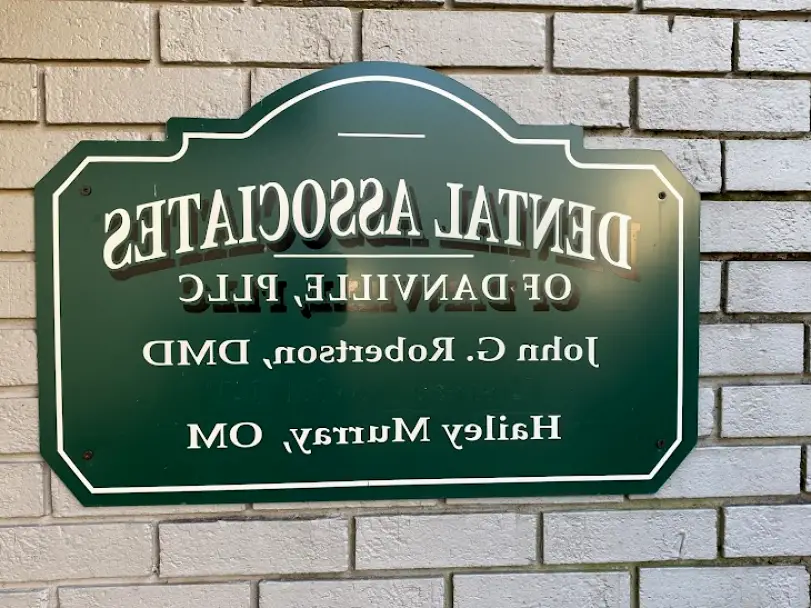 DENTAL ASSOCIATES
OF DANVILLE, PLLC
John G. Robertson, DMD
Hailey Murray, OM